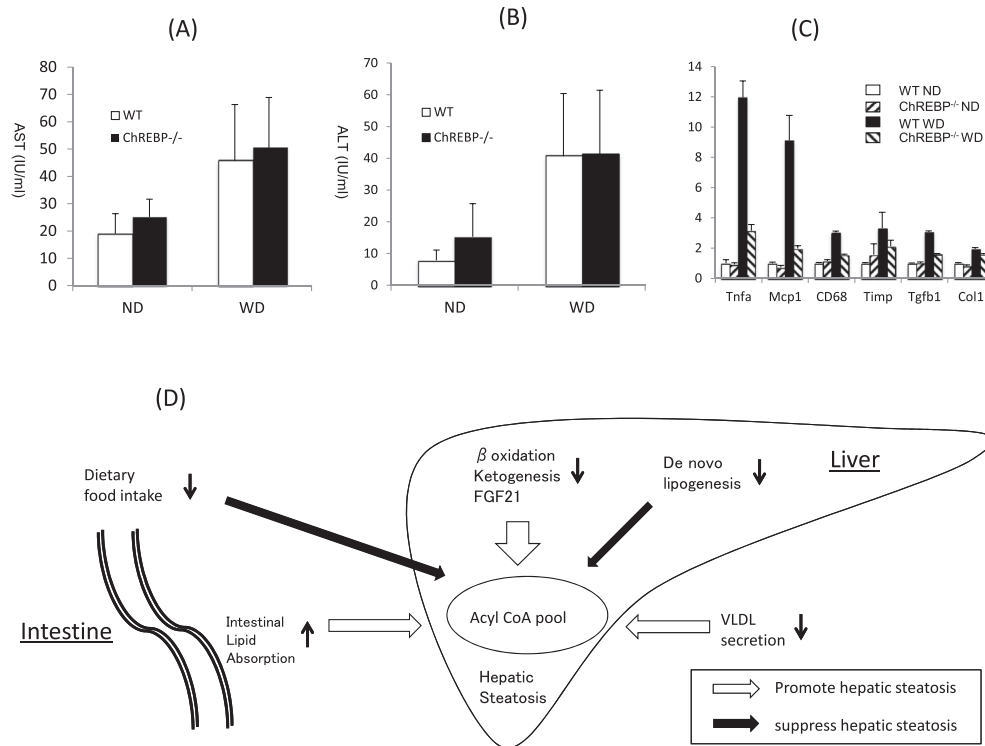 (A)
80
70
60
50
40
30
20
10
0
AST (IU/ml)
WT
ChREBP-/-
ND
WD
(B)
70
60
50
40
30
20
10
0
ALT (IU/ml)
WT
ChREBP-/-
ND
WD
(C)
14
12
10
8
6
4
2
0
WT ND
ChREBP-/- ND
WT WD
ChREBP-/- WD
Tnfa
Mcp1
CD68
Timp
Tgfb1
Col1
(D)
Dietary
food intake
β oxidation
Ketogenesis
FGF21
De novo
lipogenesis
Liver
Intestine
Intestinal
Lipid
Absorption
Acyl CoA pool
VLDL
secretion
Hepatic
Steatosis
Promote hepatic steatosis
suppress hepatic steatosis